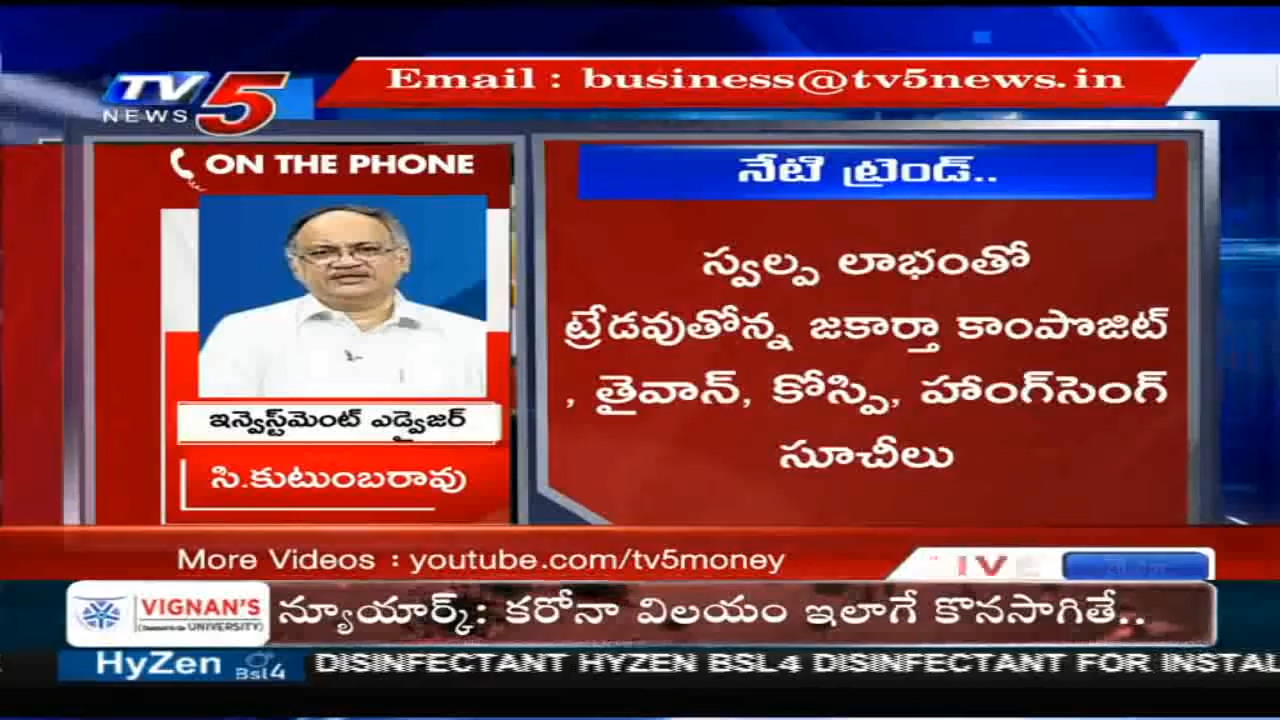 TV5
NEWS
Email : business@tv5news.in
ON THE PHONE
నేటి ట్రెండ్..
స్వల్ప లాభంతో
ట్రేడవుతోన్న జకార్తా కాంపొజిట్
, తైవాన్, కోస్పి, హాంగ్‌సెంగ్
సూచీలు
ఇన్వెస్ట్‌మెంట్ ఎడ్వైజర్
సి.కుటుంబరావు
More Videos : youtube.com/tv5money
IVE
VIGNAN'S
UNIVERSITY
న్యూయార్క్: కరోనా విలయం ఇలాగే కొనసాగితే..
HyZen Bsl4
DISINFECTANT HYZEN BSL4 DISINFECTANT FOR INSTAL